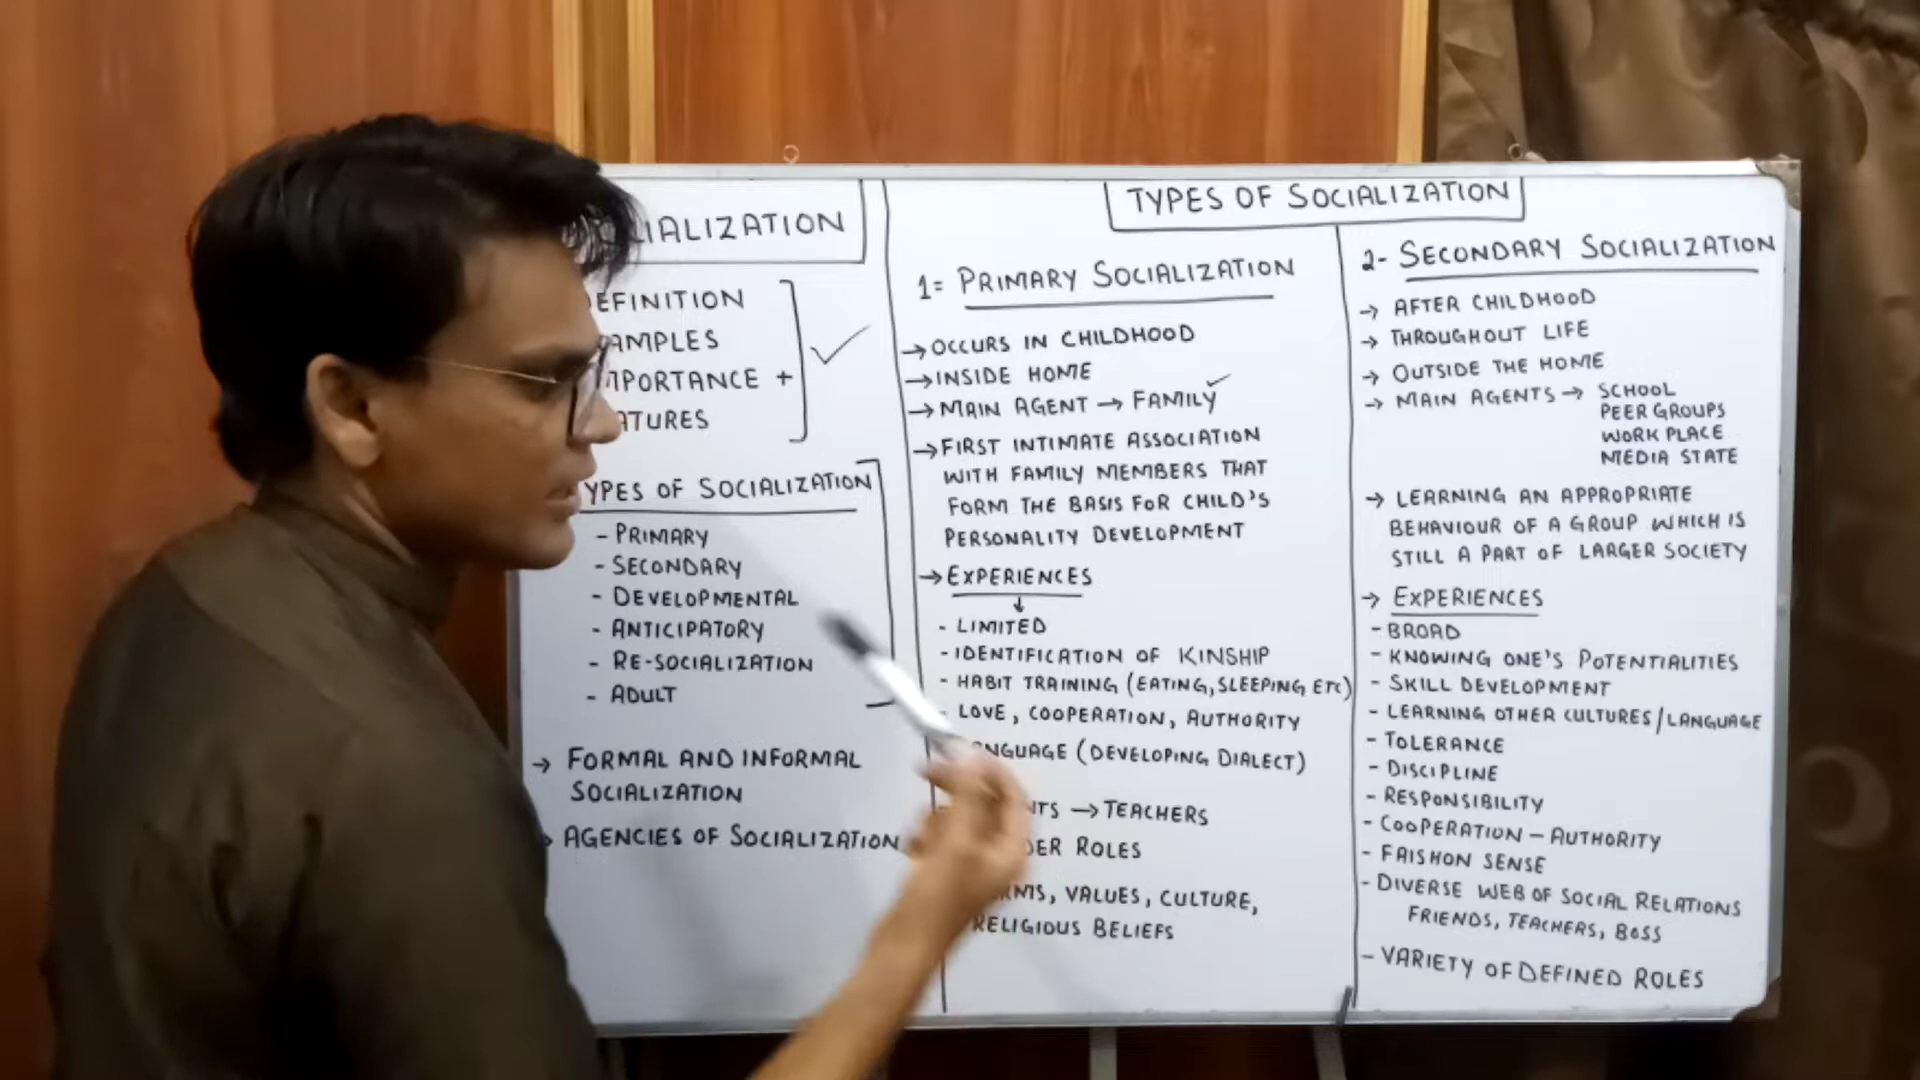 TYPES OF SOCIALIZATION
EFINITION
AMPLES
MPORTANCE +
ATURES
YPES OF SOCIALIZATION
- PRIMARY
- SECONDARY
- DEVELOPMENTAL
- ANTICIPATORY
- RE-SOCIALIZATION
- ADULT
→ FORMAL AND INFORMAL
SOCIALIZATION
AGENCIES OF SOCIALIZATION
1= PRIMARY SOCIALIZATION
→ OCCURS IN CHILDHOOD
→ INSIDE HOME
→ MAIN AGENT → FAMILY
→ FIRST INTIMATE ASSOCIATION
WITH FAMILY MEMBERS THAT
FORM THE BASIS FOR CHILD'S
PERSONALITY DEVELOPMENT
→ EXPERIENCES
↓
- LIMITED
- IDENTIFICATION OF KINSHIP
- HABIT TRAINING (EATING, SLEEPING ETC)
- LOVE, COOPERATION, AUTHORITY
NGUAGE (DEVELOPING DIALECT)
→ TEACHERS
ROLES
VALUES, CULTURE,
RELIGIOUS BELIEFS
2- SECONDARY SOCIALIZATION
→ AFTER CHILDHOOD
→ THROUGHOUT LIFE
→ OUTSIDE THE HOME
→ MAIN AGENTS → SCHOOL
PEER GROUPS
WORK PLACE
MEDIA STATE
→ LEARNING AN APPROPRIATE
BEHAVIOUR OF A GROUP WHICH IS
STILL A PART OF LARGER SOCIETY
→ EXPERIENCES
- BROAD
- KNOWING ONE'S POTENTIALITIES
- SKILL DEVELOPMENT
- LEARNING OTHER CULTURES/LANGUAGE
- TOLERANCE
- DISCIPLINE
- RESPONSIBILITY
- COOPERATION - AUTHORITY
- FAISHON SENSE
- DIVERSE WEB OF SOCIAL RELATIONS
FRIENDS, TEACHERS, BOSS
- VARIETY OF DEFINED ROLES